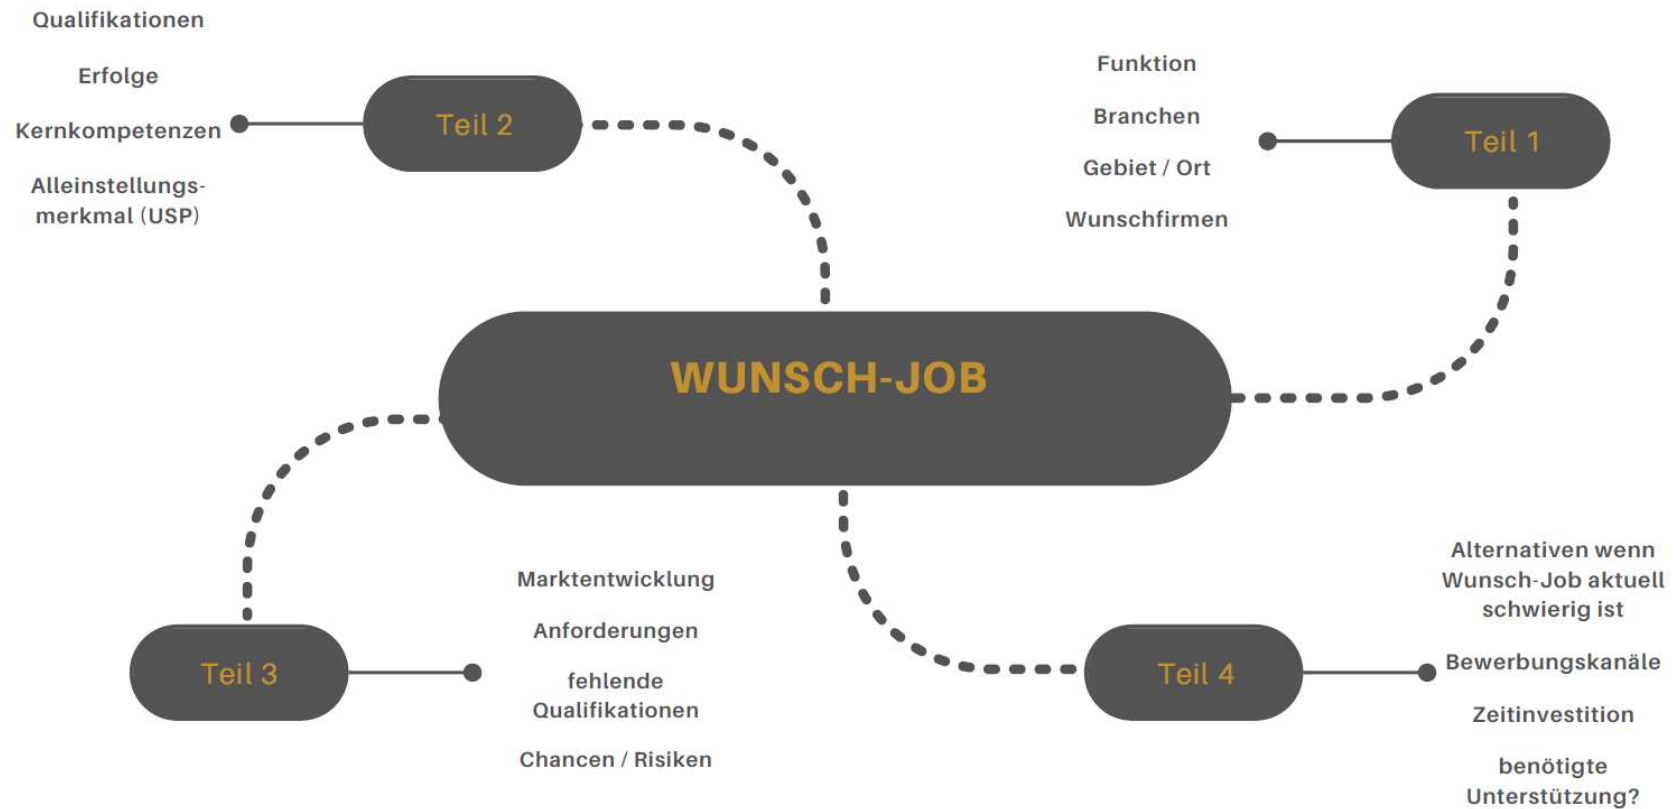 Qualifikationen
Erfolge
Kernkompetenzen
Alleinstellungs-
merkmal (USP)
Teil 2
Funktion
Branchen
Gebiet / Ort
Wunschfirmen
Teil 1
WUNSCH-JOB
Teil 3
Marktentwicklung
Anforderungen
fehlende
Qualifikationen
Chancen / Risiken
Teil 4
Alternativen wenn
Wunsch-Job aktuell
schwierig ist
Bewerbungskanäle
Zeitinvestition
benötigte
Unterstützung?